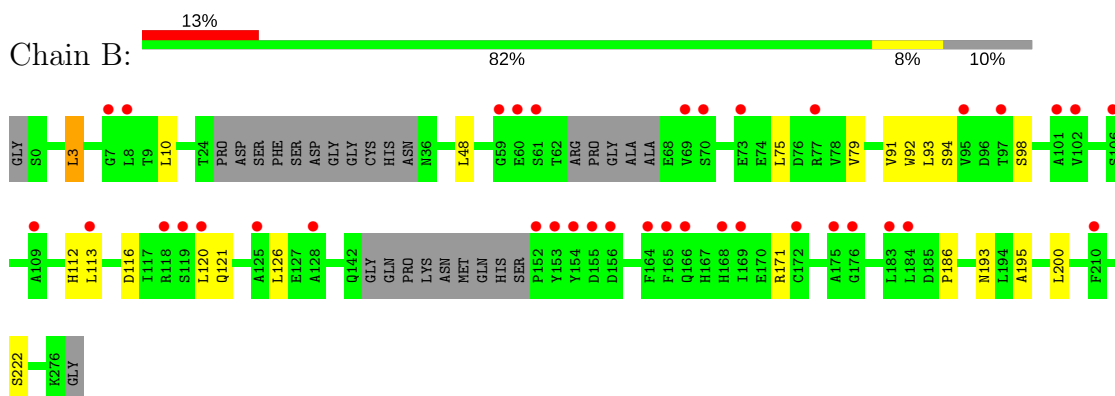 13%
Chain B:
82% 8% 10%
GLY S0 L3 G7 L8 T9 L10 T24 PRO ASP SER PHE SER ASP GLY GLY CYS HIS ASN N36 L48 G59 E60 S61 T62 ARG PRO GLY ALA ALA E68 V69 S70 E73 E74 L75 D76 R77 V78 V79 V91 W92 L93 S94 V95 D96 T97 S98 A101 V102 S106
A109 H112 L113 D116 I117 R118 S119 L120 Q121 A125 L126 E127 A128 Q142 GLY GLN PRO LYS ASN MET GLN HIS SER P152 Y153 Y154 D155 D156 F164 F165 Q166 H167 H168 I169 E170 R171 C172 A175 G176 L183 L184 D185 P186 N193 L194 A195 L200 F210
S222 K276 GLY